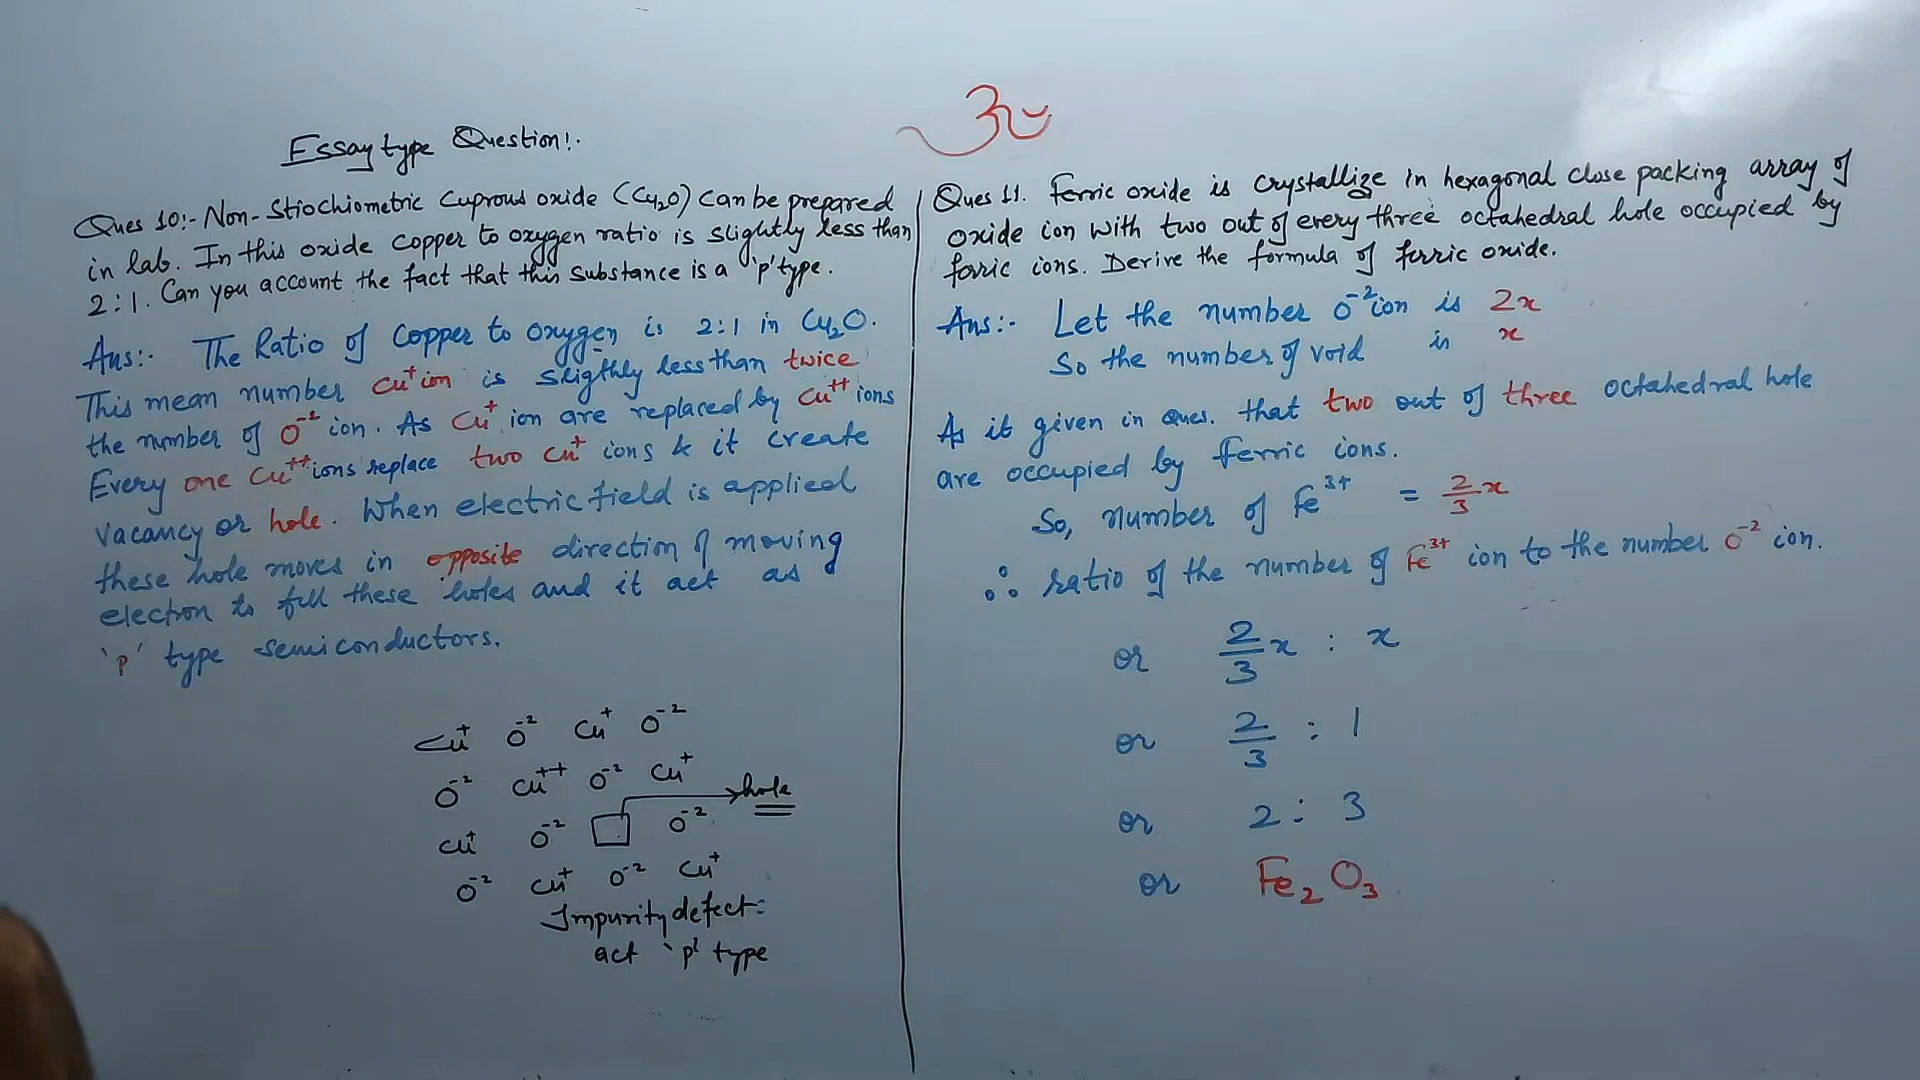 ॐ
Essay type Question:.
Ques 10:- Non-Stiochiometric Cuprous oxide (Cu₂O) can be prepared
in lab. In this oxide copper to oxygen ratio is slightly less than
2:1. Can you account the fact that this substance is a 'p' type.
Ans:. The Ratio of Copper to oxygen is 2:1 in Cu₂O.
This mean number Cu⁺ ion is sligthly less than twice
the number of O⁻² ion. As Cu⁺ ion are replaced by Cu⁺⁺ ions
Every one Cu⁺⁺ ions replace two Cu⁺ ions & it create
vacancy or hole. When electric field is applied
these hole moves in opposite direction of moving
electron to fill these holes and it act as
'p' type semiconductors.
Cu⁺ O⁻² Cu⁺ O⁻²
O⁻² Cu⁺⁺ O⁻² Cu⁺
hole
Cu⁺ O⁻² O⁻²
O⁻² Cu⁺ O⁻² Cu⁺
Impurity defect:
act 'p' type
Ques 11. Ferric oxide is crystallize in hexagonal close packing array of
oxide ion with two out of every three octahedral hole occupied by
farric ions. Derive the formula of ferric oxide.
Ans:. Let the number O⁻² ion is 2x
So the number of void is x
As it given in ques. that two out of three octahedral hole
are occupied by ferric ions.
So, number of Fe³⁺ = 2/3 x
∴ ratio of the number of Fe³⁺ ion to the number O⁻² ion.
or 2/3 x : x
or 2/3 : 1
or 2 : 3
or Fe₂O₃